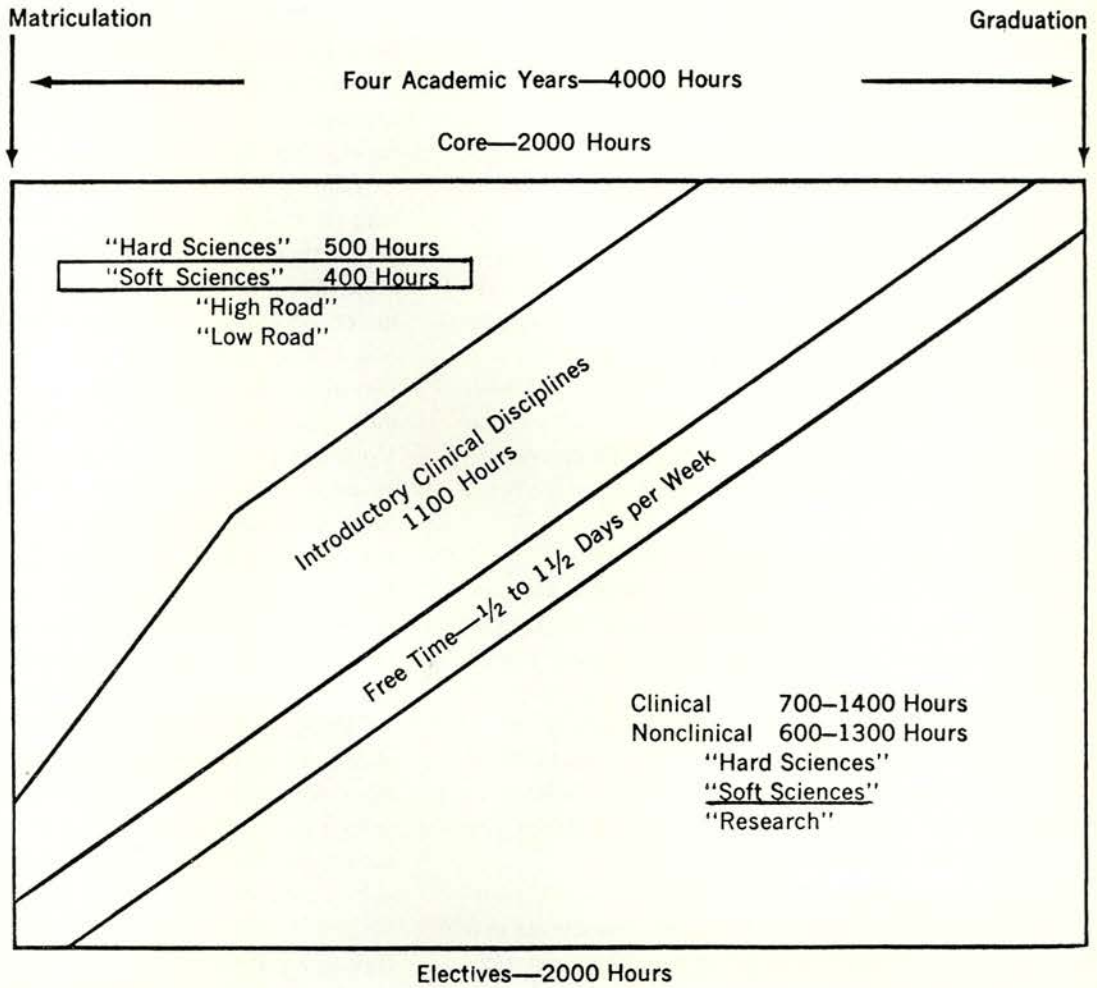 Matriculation
Graduation
Four Academic Years—4000 Hours
Core—2000 Hours
"Hard Sciences" 500 Hours
"Soft Sciences" 400 Hours
"High Road"
"Low Road"
Introductory Clinical Disciplines
1100 Hours
Free Time—1/2 to 1 1/2 Days per Week
Clinical 700–1400 Hours
Nonclinical 600–1300 Hours
"Hard Sciences"
"Soft Sciences"
"Research"
Electives—2000 Hours